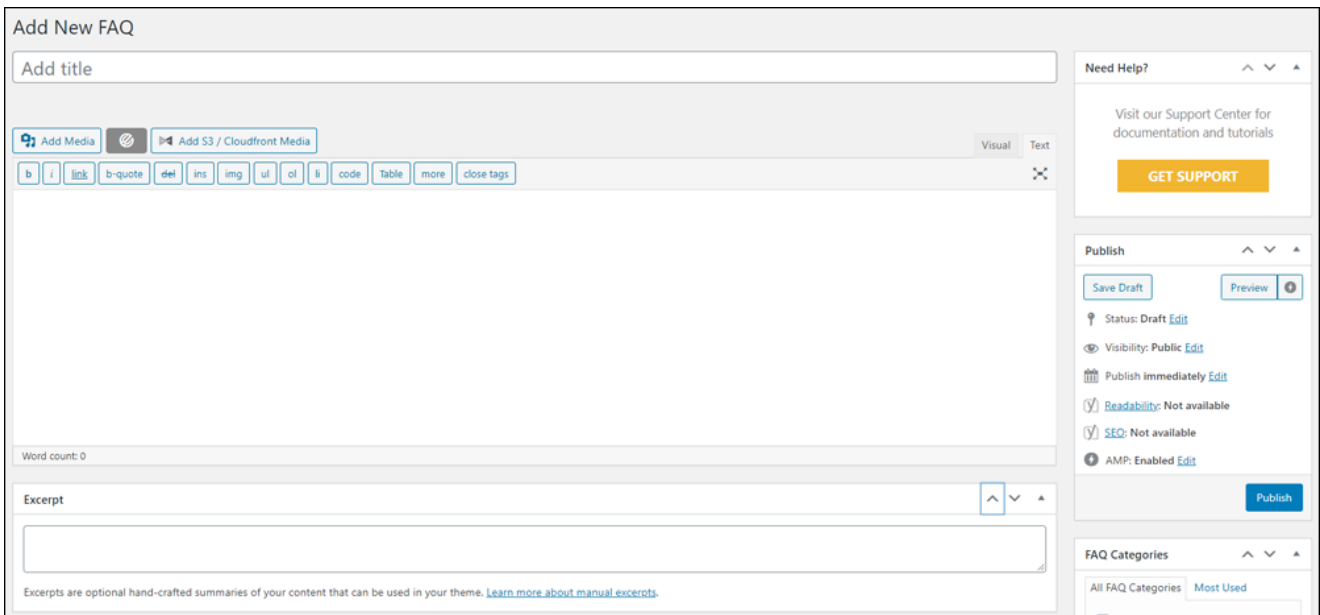 Add New FAQ
Add title
Add Media
Add S3 / Cloudfront Media
Visual Text
b i link b-quote del ins img ul ol li code Table more close tags
Word count: 0
Excerpt
Excerpts are optional hand-crafted summaries of your content that can be used in your theme. Learn more about manual excerpts.
Need Help?
Visit our Support Center for
documentation and tutorials
GET SUPPORT
Publish
Save Draft Preview
Status: Draft Edit
Visibility: Public Edit
Publish immediately Edit
Readability: Not available
SEO: Not available
AMP: Enabled Edit
Publish
FAQ Categories
All FAQ Categories Most Used